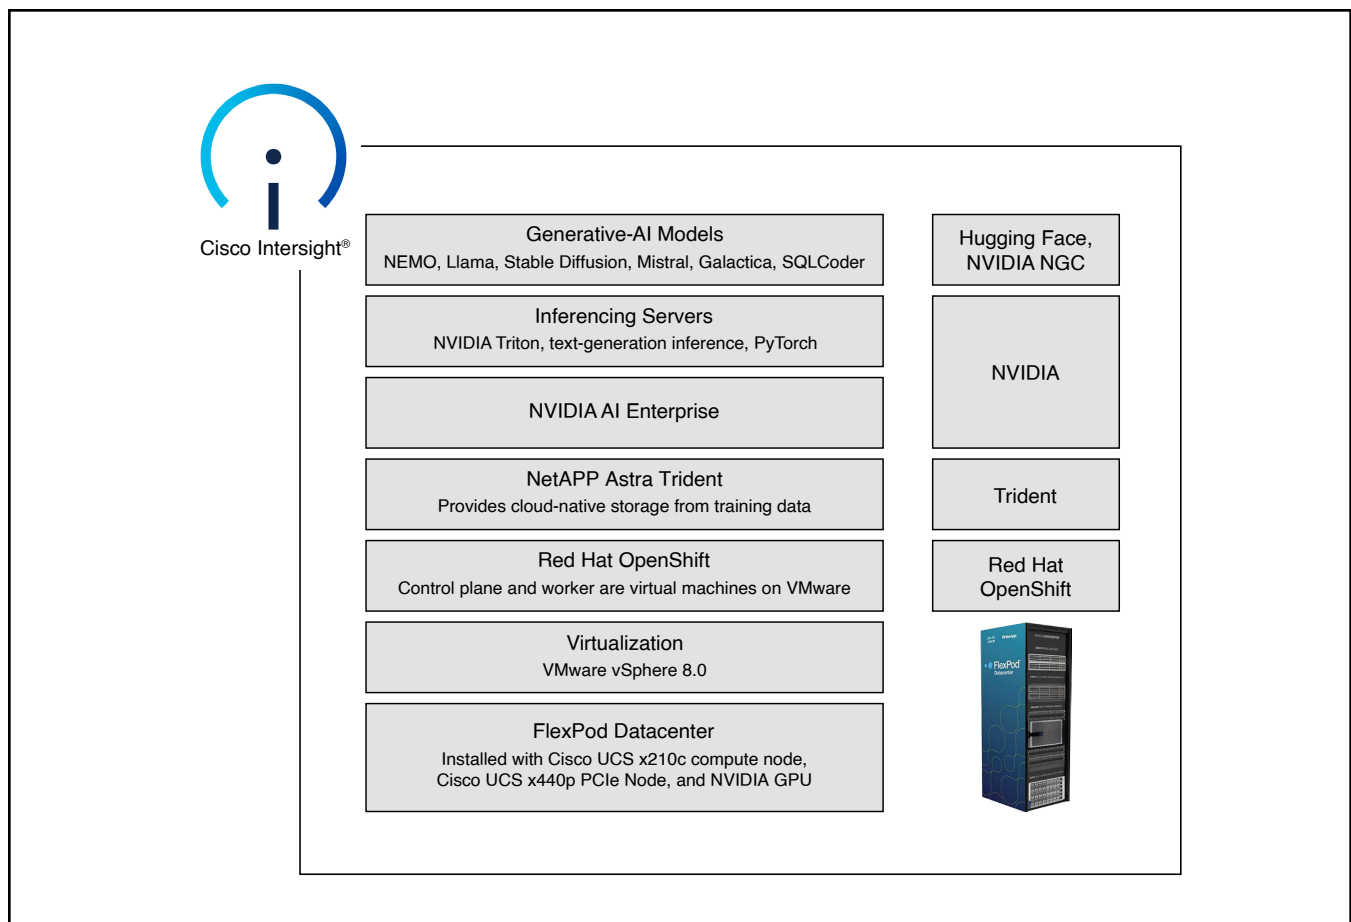 Cisco Intersight®
Generative-AI Models
NEMO, Llama, Stable Diffusion, Mistral, Galactica, SQLCoder
Hugging Face,
NVIDIA NGC
Inferencing Servers
NVIDIA Triton, text-generation inference, PyTorch
NVIDIA
NVIDIA AI Enterprise
NetAPP Astra Trident
Provides cloud-native storage from training data
Trident
Red Hat OpenShift
Control plane and worker are virtual machines on VMware
Red Hat
OpenShift
Virtualization
VMware vSphere 8.0
FlexPod Datacenter
Installed with Cisco UCS x210c compute node,
Cisco UCS x440p PCIe Node, and NVIDIA GPU
FlexPod
Datacenter